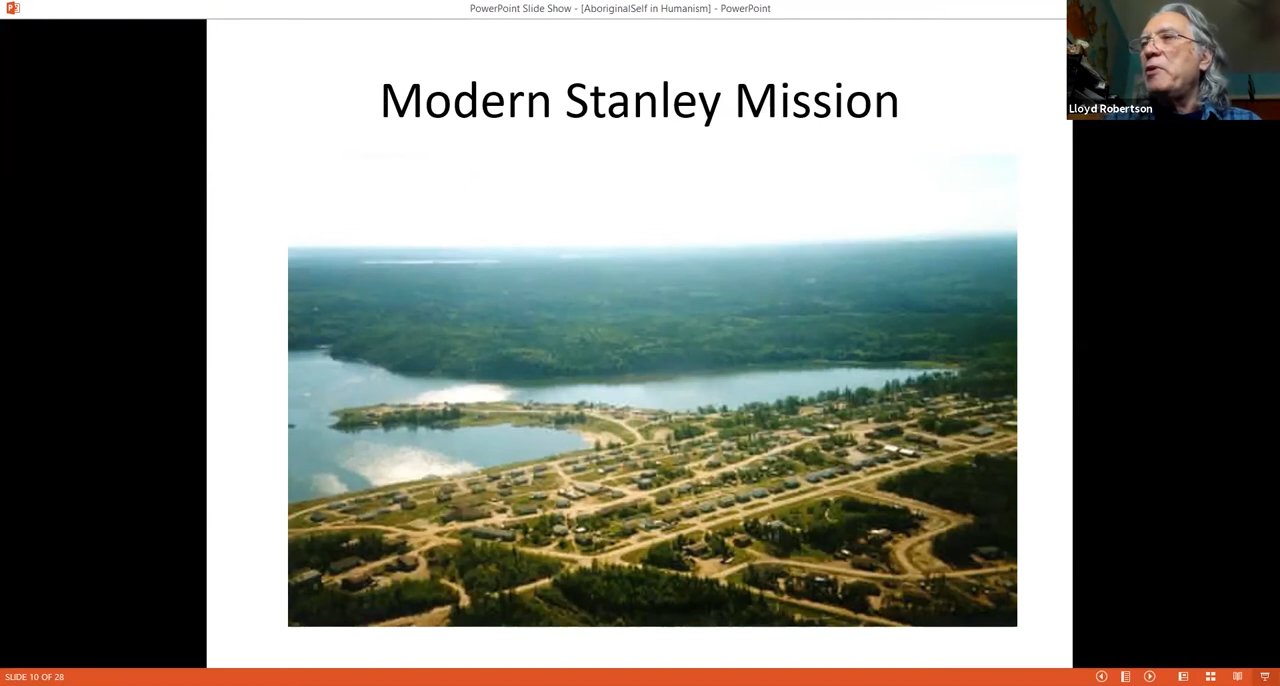 PowerPoint Slide Show - [AboriginalSelf in Humanism] - PowerPoint
Lloyd Robertson
Modern Stanley Mission
SLIDE 10 OF 28